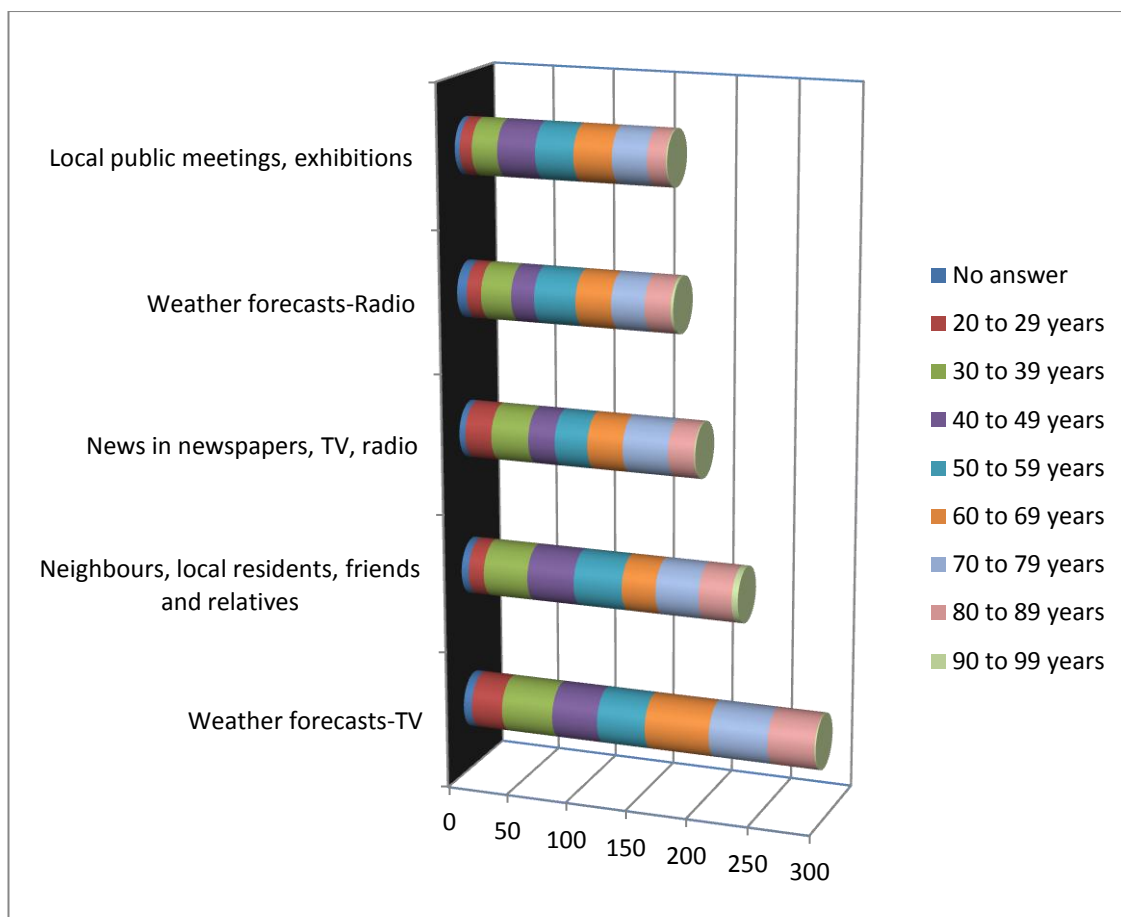 Local public meetings, exhibitions
Weather forecasts-Radio
News in newspapers, TV, radio
Neighbours, local residents, friends
and relatives
Weather forecasts-TV
0
50
100
150
200
250
300
No answer
20 to 29 years
30 to 39 years
40 to 49 years
50 to 59 years
60 to 69 years
70 to 79 years
80 to 89 years
90 to 99 years